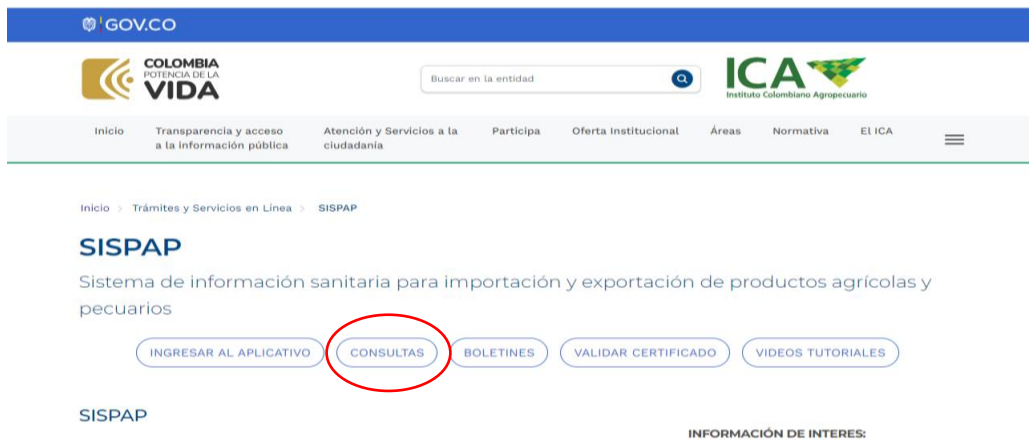 GOV.CO
COLOMBIA
POTENCIA DE LA
VIDA
Buscar en la entidad
ICA
Instituto Colombiano Agropecuario
Inicio Transparencia y acceso Atención y Servicios a la Participa Oferta Institucional Áreas Normativa El ICA
a la información pública ciudadanía
Inicio > Trámites y Servicios en Línea > SISPAP
SISPAP
Sistema de información sanitaria para importación y exportación de productos agrícolas y
pecuarios
INGRESAR AL APLICATIVO CONSULTAS BOLETINES VALIDAR CERTIFICADO VIDEOS TUTORIALES
SISPAP
INFORMACIÓN DE INTERES: